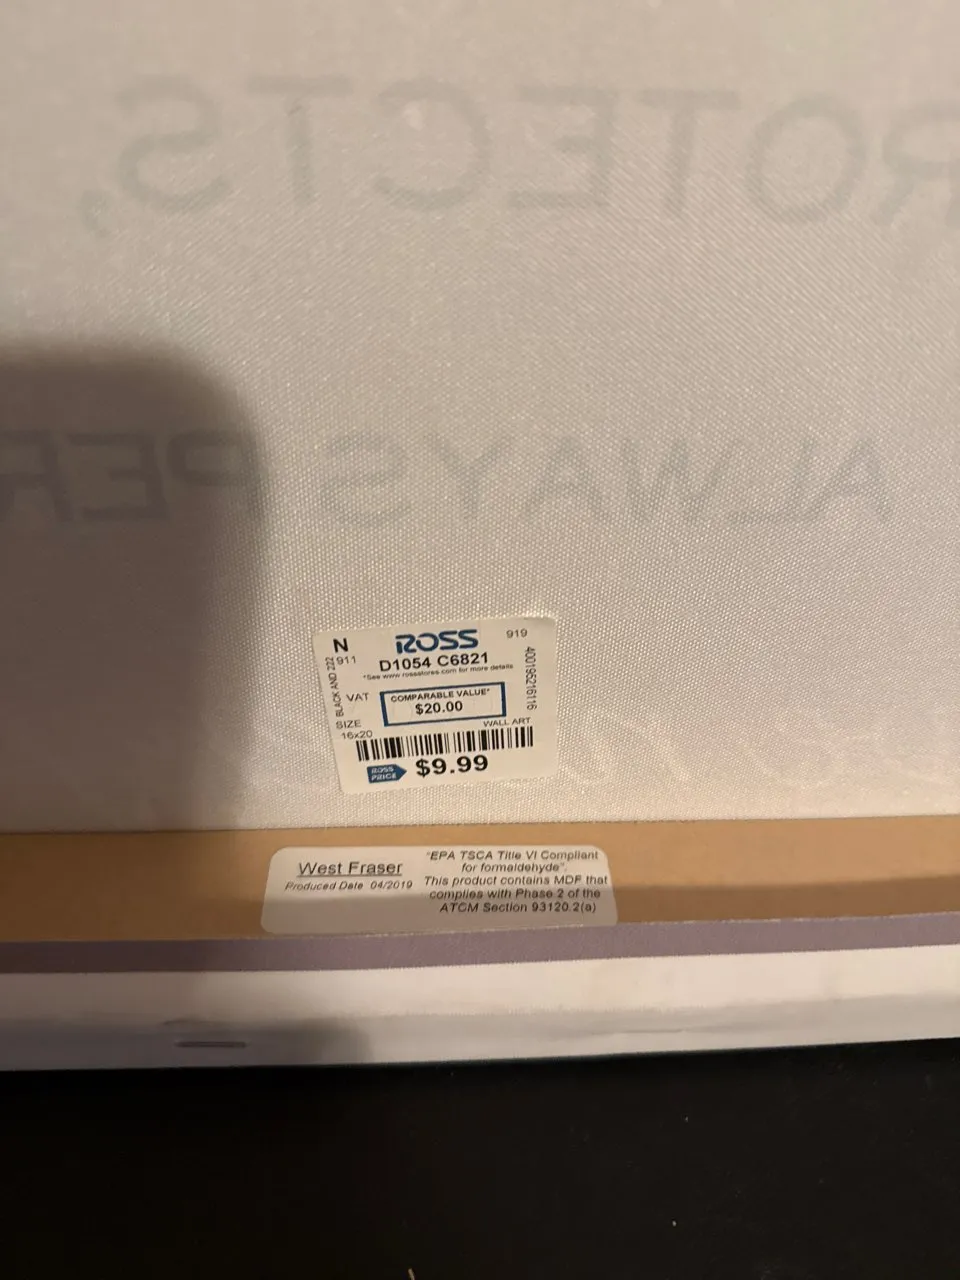 ROTECTS,
ALWAYS PER
N ROSS 919
911 D1054 C6821
*See www.rossstores.com for more details
BLACK AND 222
400195216116
VAT COMPARABLE VALUE*
$20.00
SIZE WALL ART
16x20
ROSS PRICE $9.99
West Fraser
Produced Date 04/2019
"EPA TSCA Title VI Compliant
for formaldehyde".
This product contains MDF that
complies with Phase 2 of the
ATCM Section 93120.2(a)